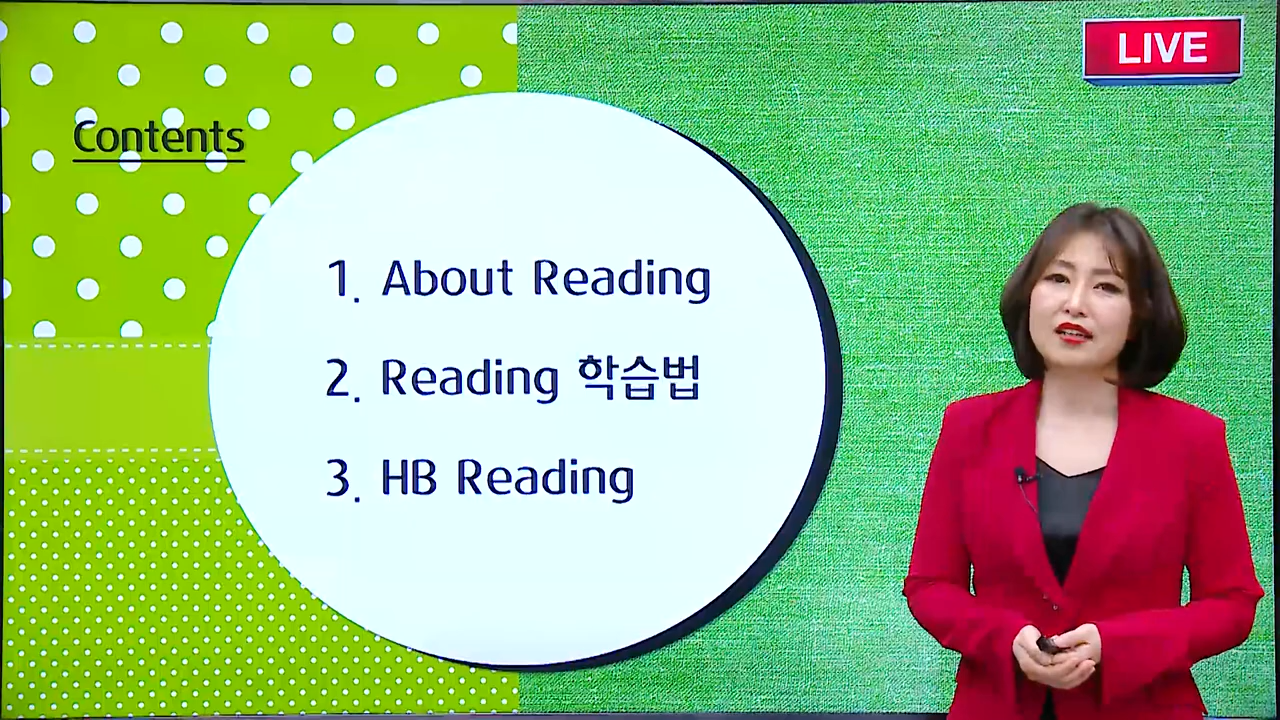 LIVE
Contents
1. About Reading
2. Reading 학습법
3. HB Reading